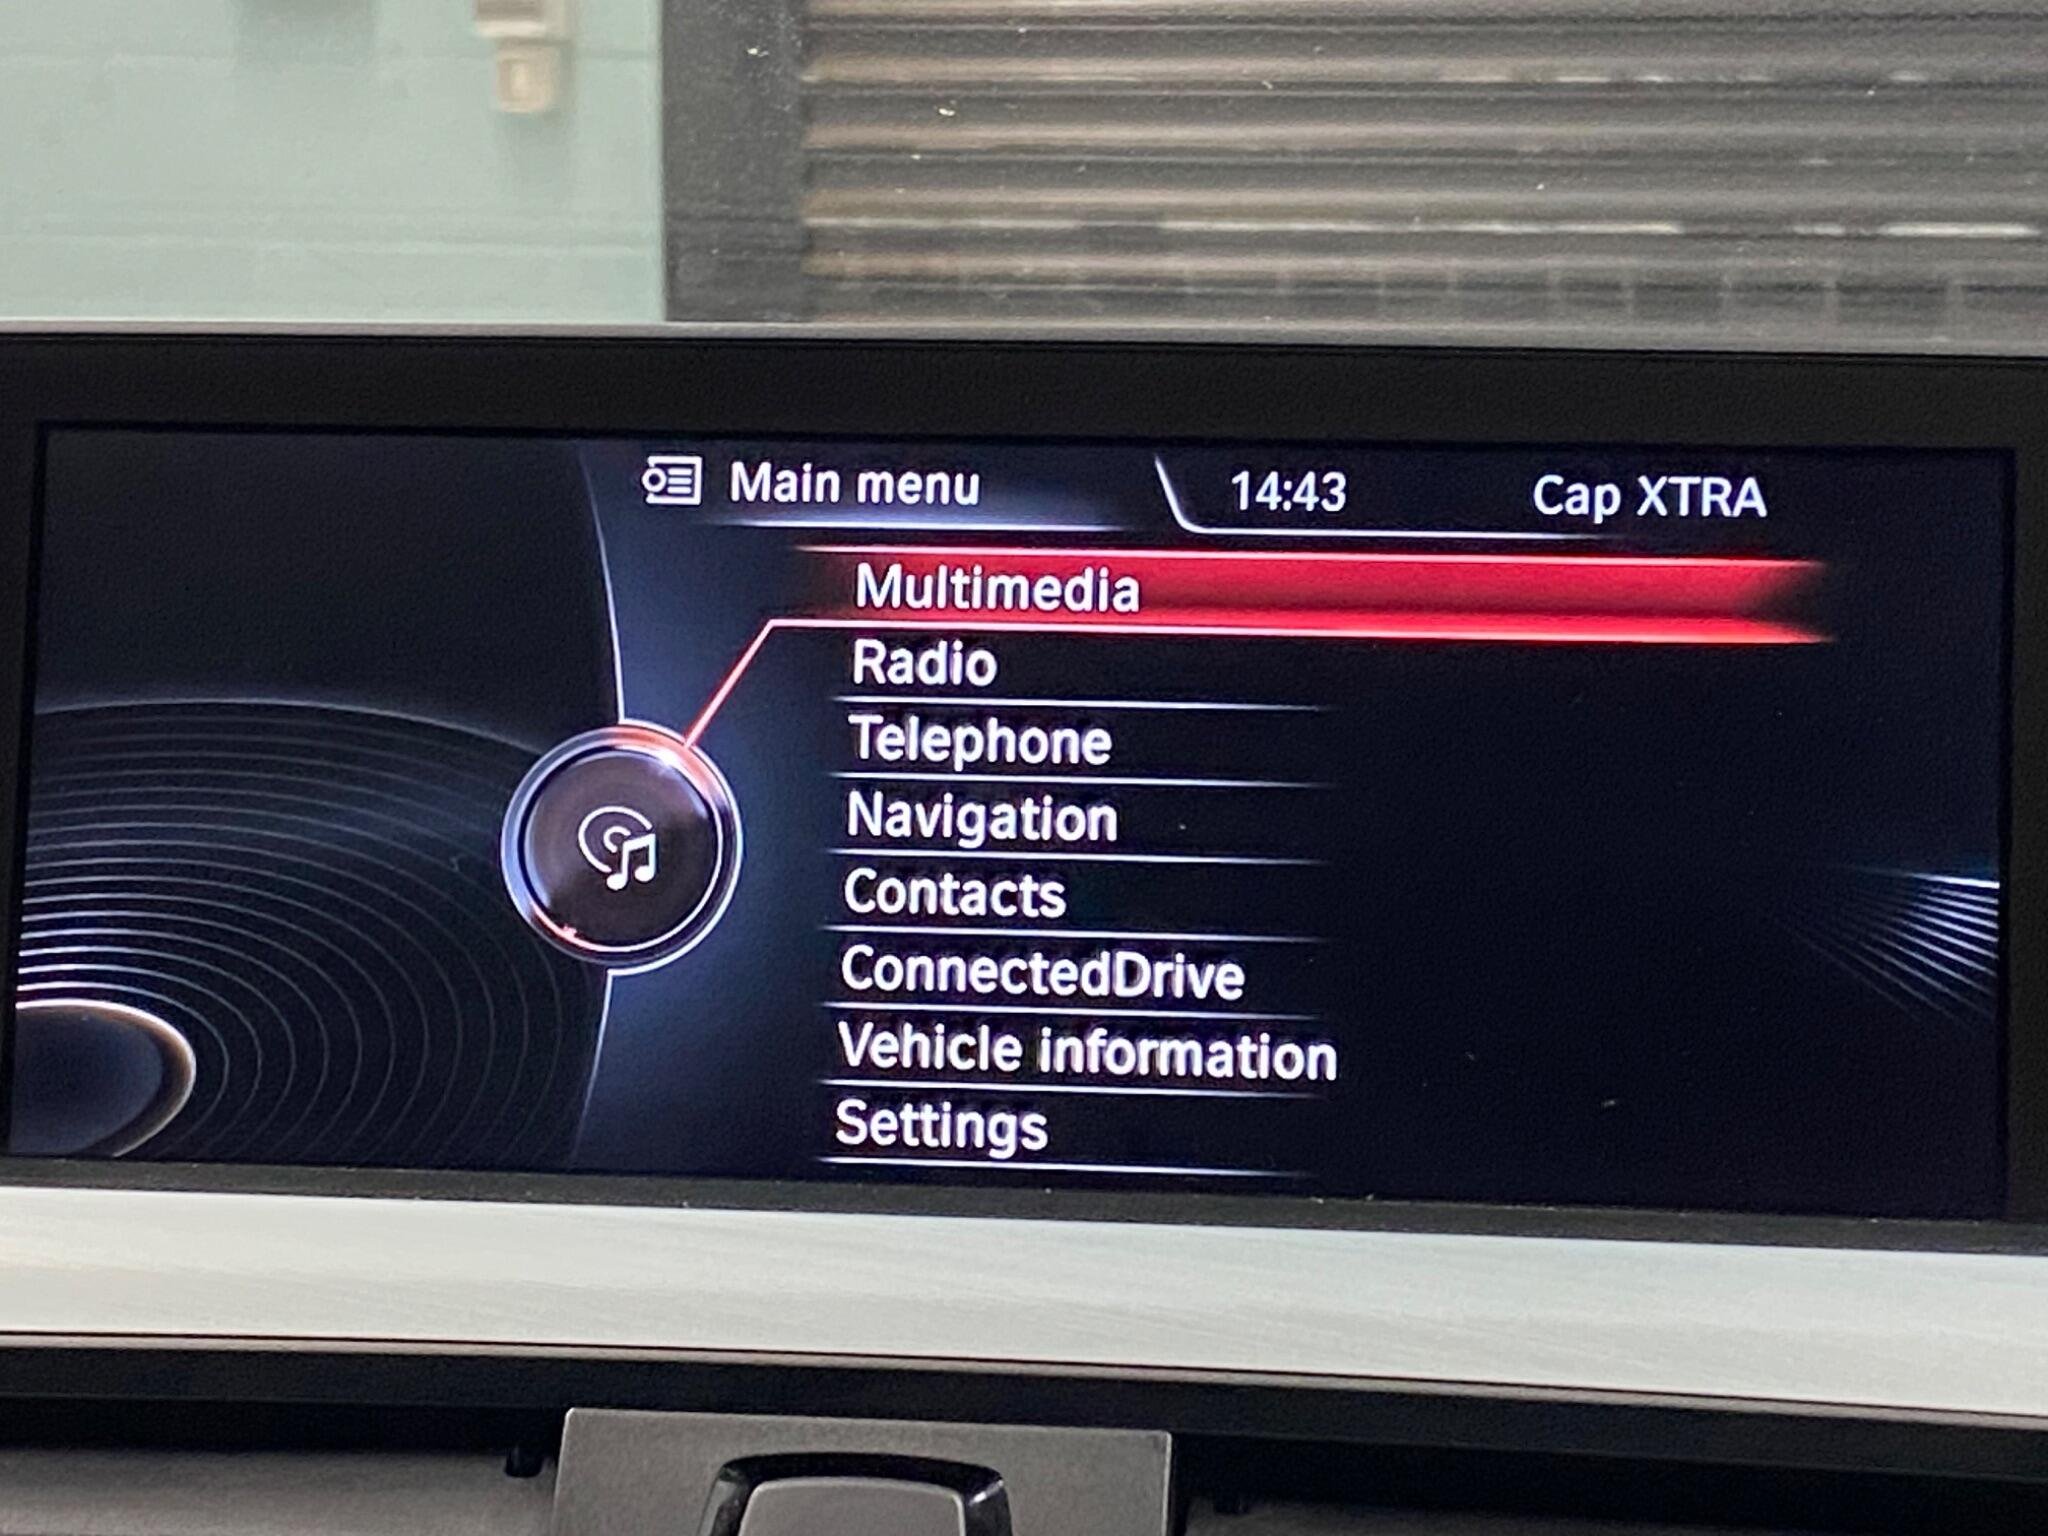 Main menu
14:43
Cap XTRA
Multimedia
Radio
Telephone
Navigation
Contacts
ConnectedDrive
Vehicle information
Settings